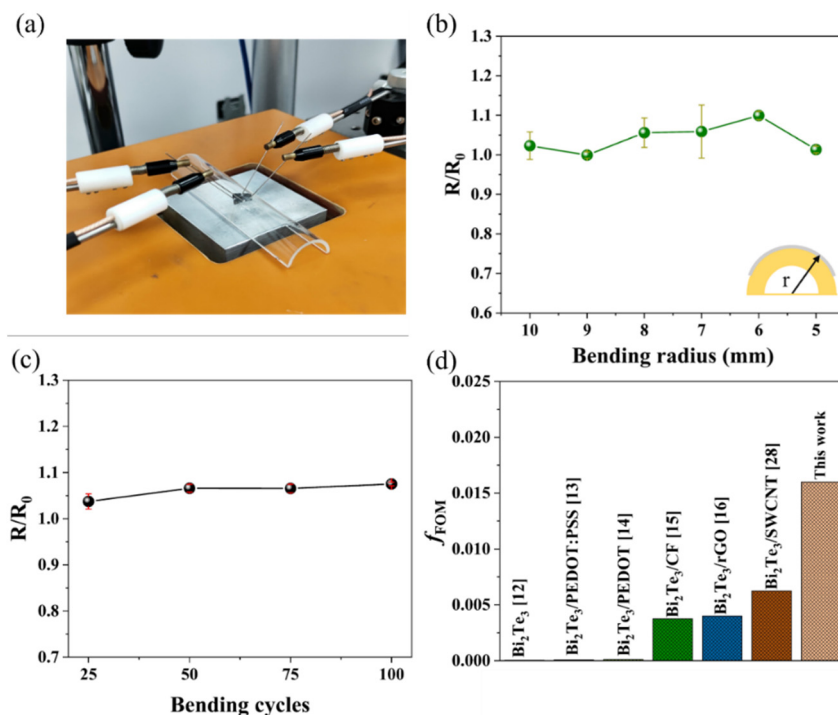 (a)
(b)
1.3
1.2
1.1
1.0
0.9
0.8
0.7
0.6
R/R0
10 9 8 7 6 5
Bending radius (mm)
r
(c)
1.3
1.2
1.1
1.0
0.9
0.8
0.7
R/R0
25 50 75 100
Bending cycles
(d)
0.025
0.020
0.015
0.010
0.005
0.000
fFOM
Bi2Te3 [12]
Bi2Te3/PEDOT:PSS [13]
Bi2Te3/PEDOT [14]
Bi2Te3/CF [15]
Bi2Te3/rGO [16]
Bi2Te3/SWCNT [28]
This work